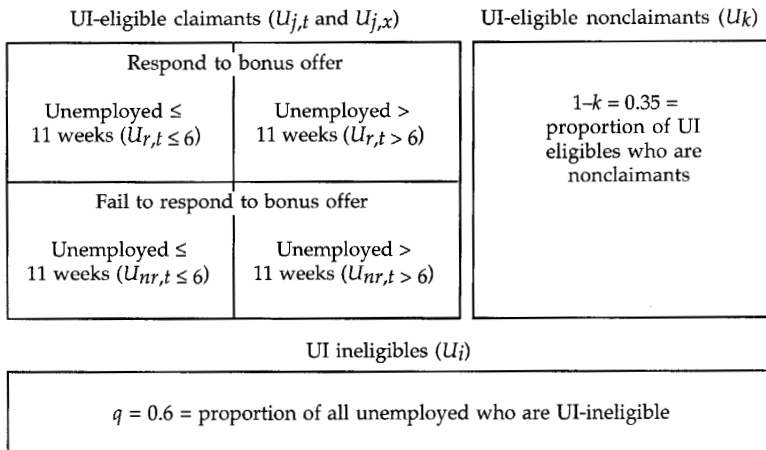 UI-eligible claimants (Uj,t and Uj,x)
UI-eligible nonclaimants (Uk)
Respond to bonus offer
Unemployed ≤
11 weeks (Ur,t ≤ 6)
Unemployed >
11 weeks (Ur,t > 6)
Fail to respond to bonus offer
Unemployed ≤
11 weeks (Unr,t ≤ 6)
Unemployed >
11 weeks (Unr,t > 6)
1–k = 0.35 =
proportion of UI
eligibles who are
nonclaimants
UI ineligibles (Ui)
q = 0.6 = proportion of all unemployed who are UI-ineligible